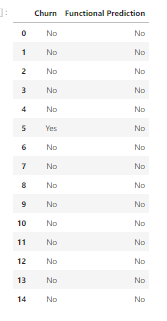 ]:
Churn Functional Prediction
0 No No
1 No No
2 No No
3 No No
4 No No
5 Yes No
6 No No
7 No No
8 No No
9 No No
10 No No
11 No No
12 No No
13 No No
14 No No